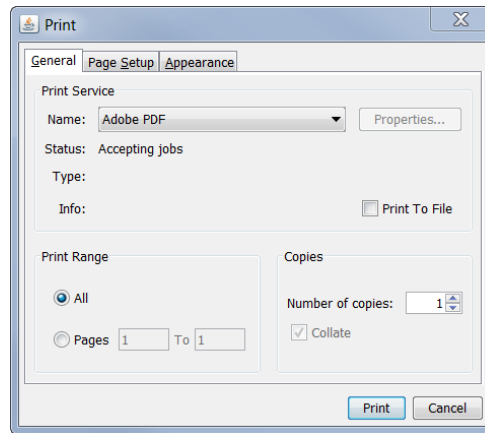 Print
General Page Setup Appearance
Print Service
Name: Adobe PDF Properties...
Status: Accepting jobs
Type:
Info: Print To File
Print Range Copies
All Number of copies: 1
Pages 1 To 1 Collate
Print Cancel